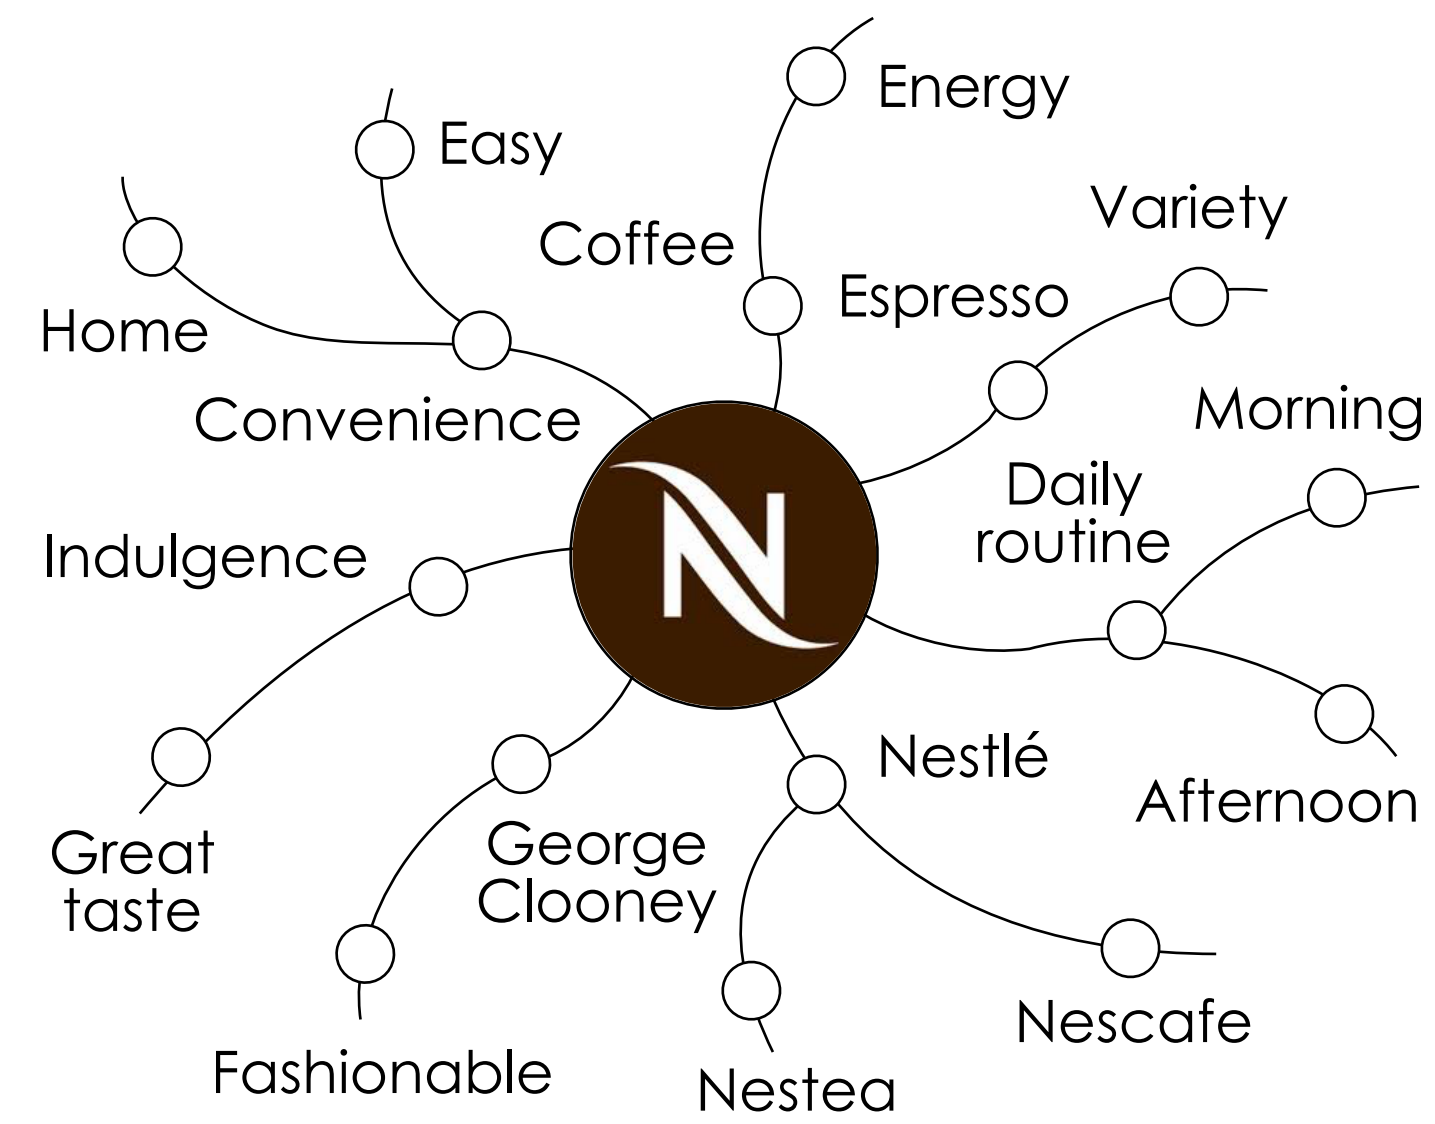 Energy
Easy
Variety
Coffee
Espresso
Home
Convenience
Morning
Daily
routine
Indulgence
N
Nestlé
Afternoon
George
Clooney
Great
taste
Nescafe
Fashionable
Nestea